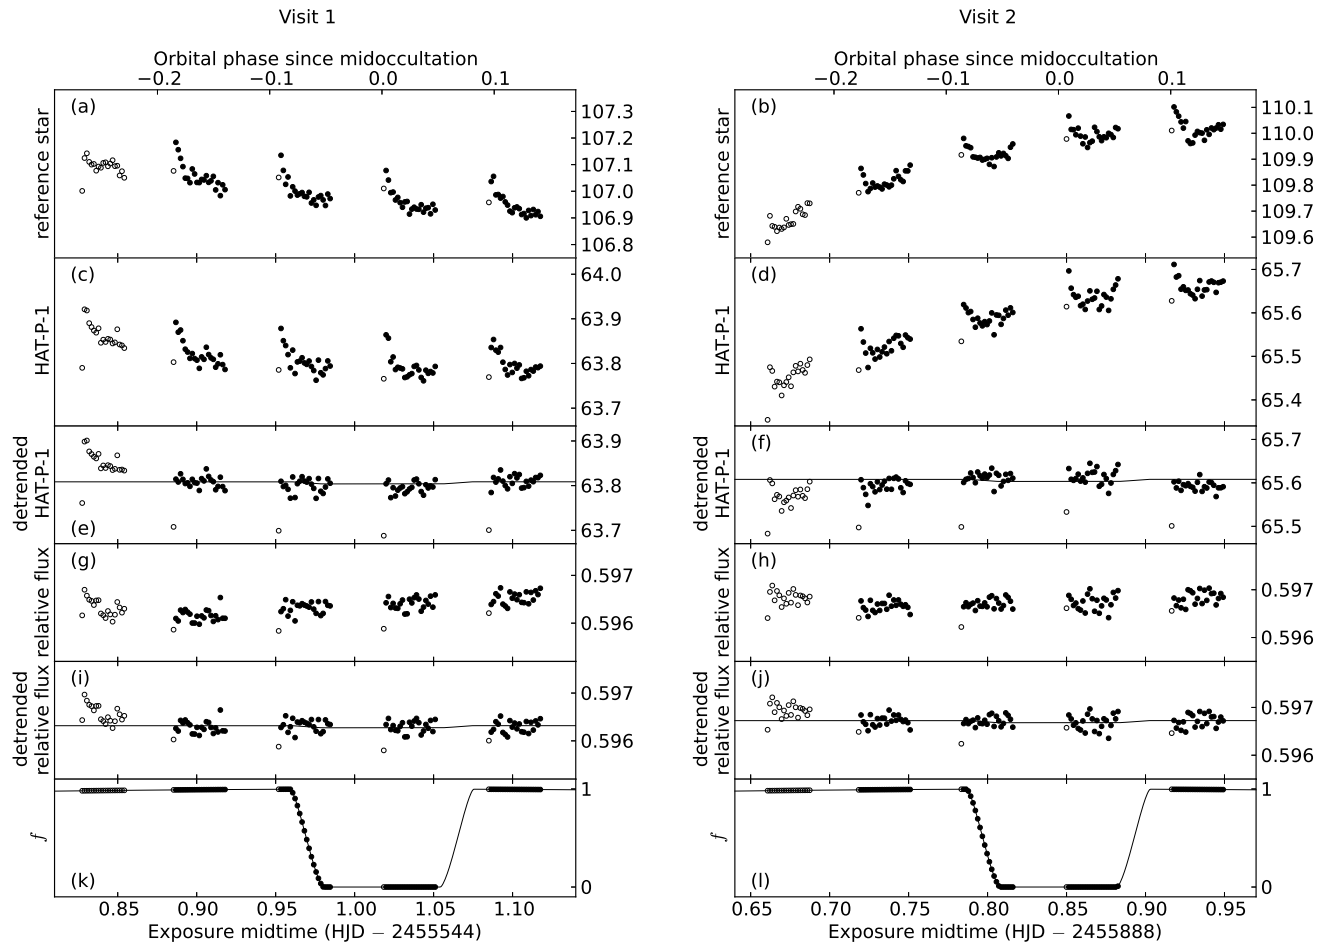 Visit 1
Visit 2
Orbital phase since midoccultation
Orbital phase since midoccultation
−0.2 −0.1 0.0 0.1
−0.2 −0.1 0.0 0.1
(a)
reference star
107.3
107.2
107.1
107.0
106.9
106.8
(b)
reference star
110.1
110.0
109.9
109.8
109.7
109.6
(c)
HAT-P-1
64.0
63.9
63.8
63.7
(d)
HAT-P-1
65.7
65.6
65.5
65.4
(e)
detrended
HAT-P-1
63.9
63.8
63.7
(f)
detrended
HAT-P-1
65.7
65.6
65.5
(g)
relative flux
0.597
0.596
(h)
relative flux
0.597
0.596
(i)
detrended
relative flux
0.597
0.596
(j)
detrended
relative flux
0.597
0.596
(k)
f
1
0
(l)
f
1
0
0.85 0.90 0.95 1.00 1.05 1.10
0.65 0.70 0.75 0.80 0.85 0.90 0.95
Exposure midtime (HJD − 2455544)
Exposure midtime (HJD − 2455888)